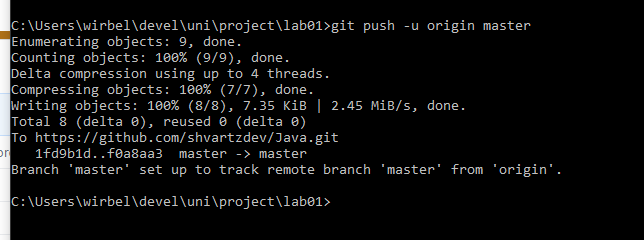 C:\Users\wirbel\devel\uni\project\lab01>git push -u origin master
Enumerating objects: 9, done.
Counting objects: 100% (9/9), done.
Delta compression using up to 4 threads.
Compressing objects: 100% (7/7), done.
Writing objects: 100% (8/8), 7.35 KiB | 2.45 MiB/s, done.
Total 8 (delta 0), reused 0 (delta 0)
To https://github.com/shvartzdev/Java.git
   1fd9b1d..f0a8aa3  master -> master
Branch 'master' set up to track remote branch 'master' from 'origin'.
C:\Users\wirbel\devel\uni\project\lab01>